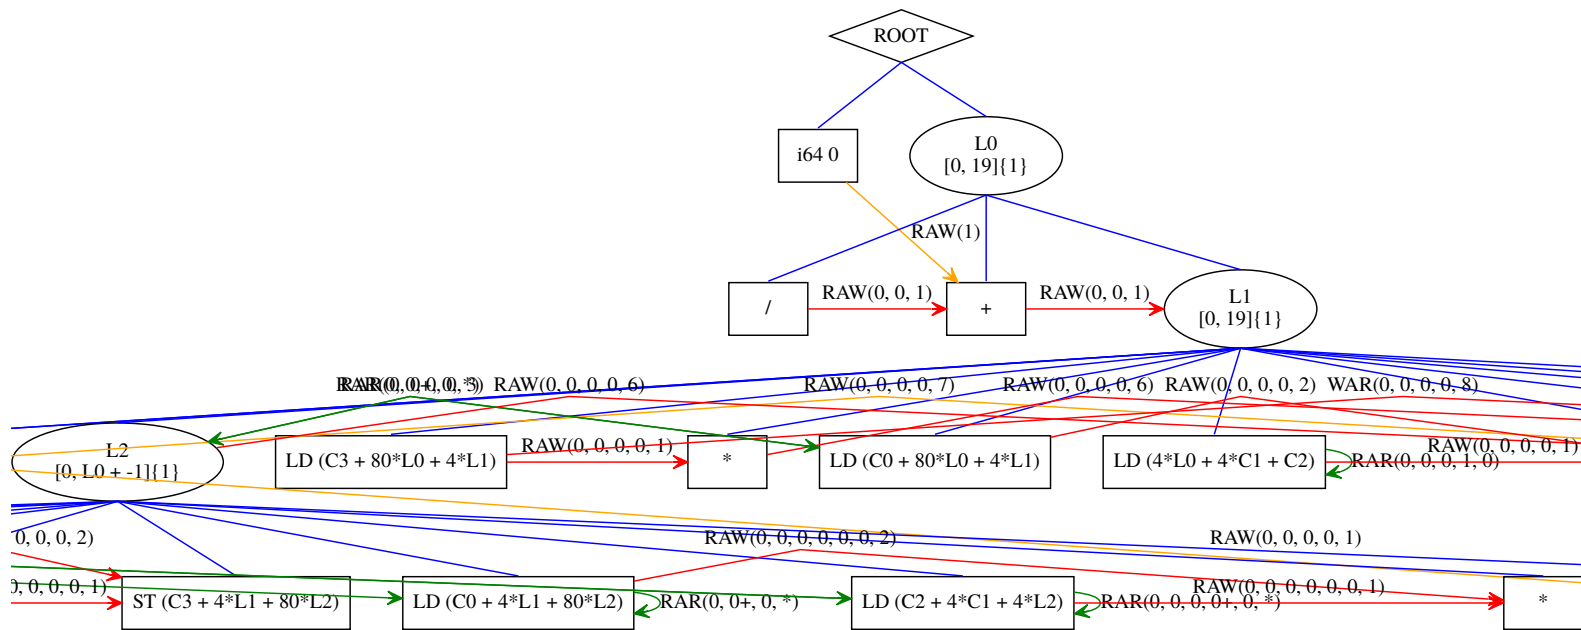 ROOT
i64 0
L0
[0, 19]{1}
RAW(1)
/
RAW(0, 0, 1)
+
RAW(0, 0, 1)
L1
[0, 19]{1}
RAW(0, 0, 0, 0, 6)
RAW(0, 0, 0, 0, 7)
RAW(0, 0, 0, 0, 6)
RAW(0, 0, 0, 0, 2)
WAR(0, 0, 0, 0, 8)
L2
[0, L0 + -1]{1}
LD (C3 + 80*L0 + 4*L1)
RAW(0, 0, 0, 0, 1)
*
LD (C0 + 80*L0 + 4*L1)
LD (4*L0 + 4*C1 + C2)
RAR(0, 0, 0, 1, 0)
RAW(0, 0, 0, 0, 1)
0, 0, 0, 2)
RAW(0, 0, 0, 0, 0, 0, 2)
RAW(0, 0, 0, 0, 1)
0, 0, 0, 0, 1)
ST (C3 + 4*L1 + 80*L2)
LD (C0 + 4*L1 + 80*L2)
RAR(0, 0+, 0, *)
LD (C2 + 4*C1 + 4*L2)
RAR(0, 0, 0, 0+, 0, *)
RAW(0, 0, 0, 0, 0, 0, 1)
*